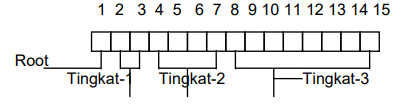 1 2 3 4 5 6 7 8 9 10 11 12 13 14 15
Root
Tingkat-1 Tingkat-2 Tingkat-3